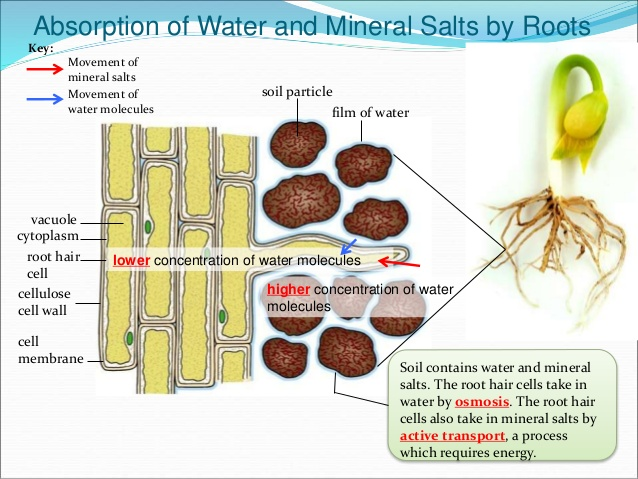 Absorption of Water and Mineral Salts by Roots
Key:
Movement of
mineral salts
Movement of
water molecules
soil particle
film of water
vacuole
cytoplasm
root hair
cell
cellulose
cell wall
cell
membrane
lower concentration of water molecules
higher concentration of water
molecules
Soil contains water and mineral
salts. The root hair cells take in
water by osmosis. The root hair
cells also take in mineral salts by
active transport, a process
which requires energy.